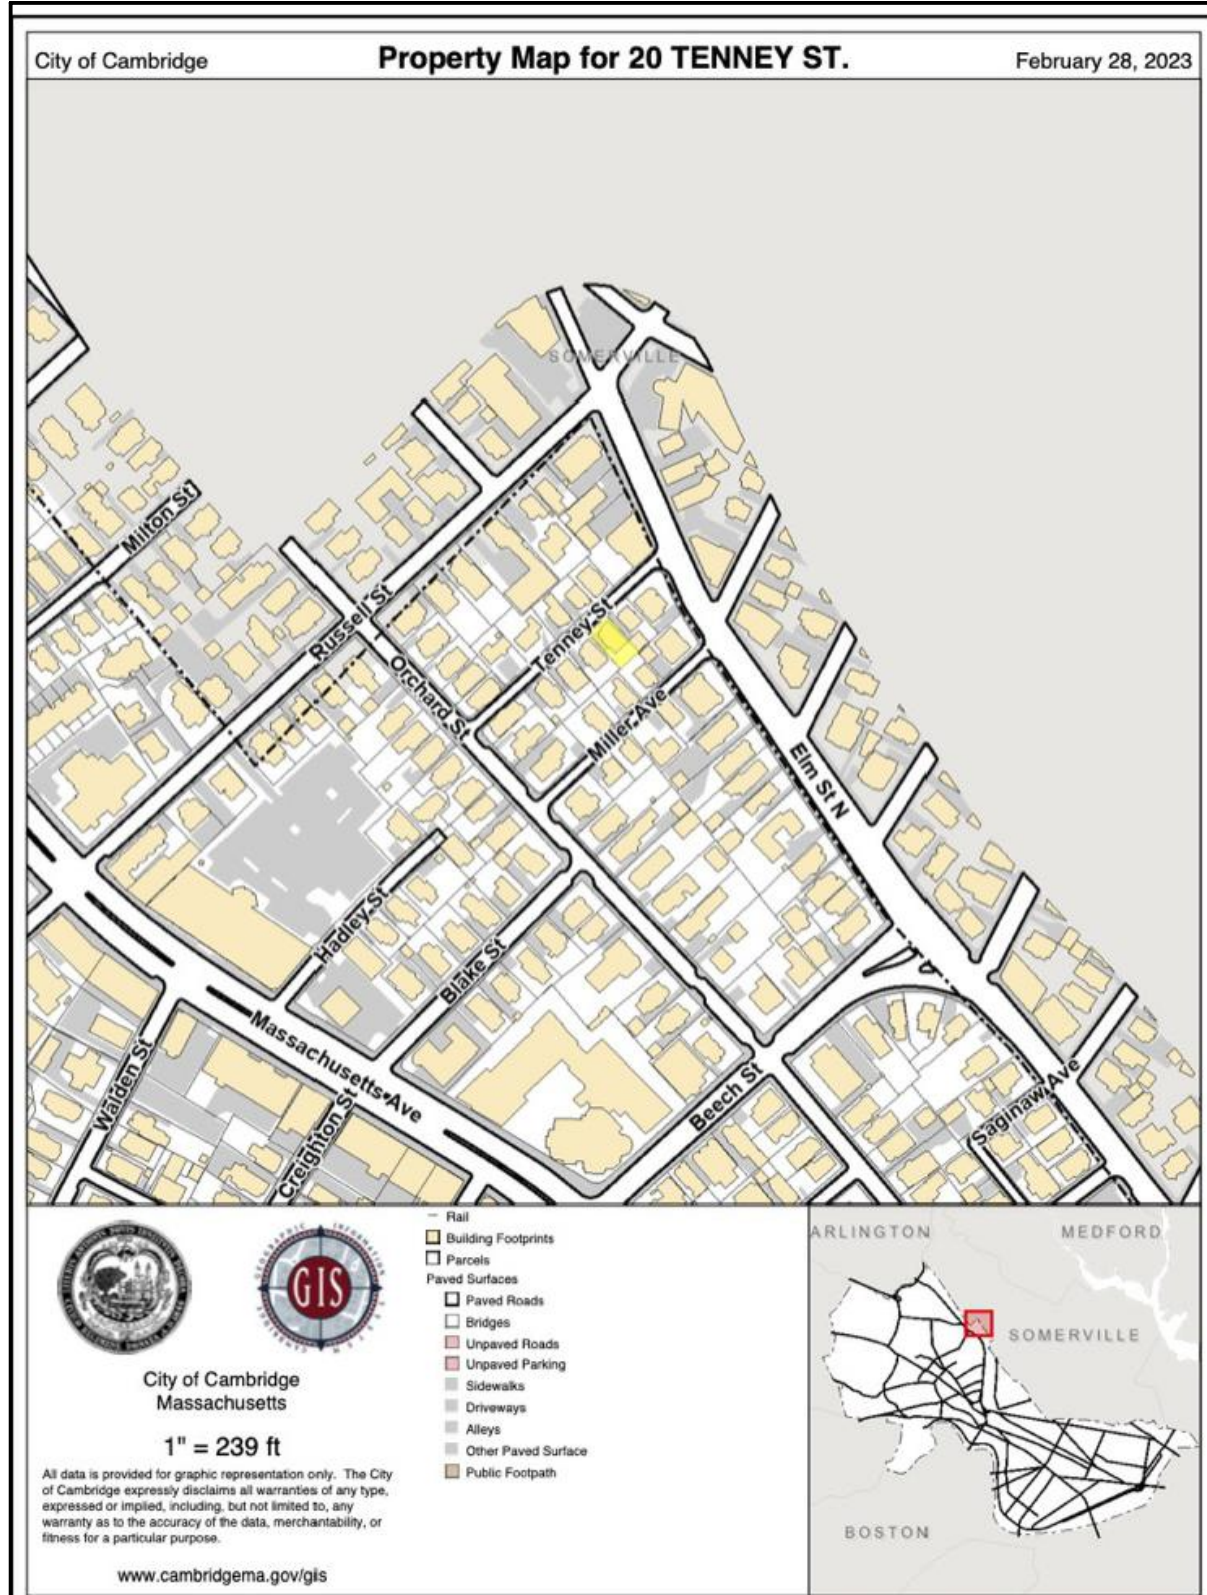 City of Cambridge
Property Map for 20 TENNEY ST.
February 28, 2023
SOMERVILLE
Milton St
Russell St
Tenney St
Orchard St
Miller Ave
Elm St N
Hadley St
Blake St
Massachusetts Ave
Walden St
Creighton St
Beech St
Saginaw Ave
GEOGRAPHIC INFORMATION
GIS
City of Cambridge
Massachusetts
1" = 239 ft
All data is provided for graphic representation only. The City
of Cambridge expressly disclaims all warranties of any type,
expressed or implied, including, but not limited to, any
warranty as to the accuracy of the data, merchantability, or
fitness for a particular purpose.
www.cambridgema.gov/gis
Rail
Building Footprints
Parcels
Paved Surfaces
Paved Roads
Bridges
Unpaved Roads
Unpaved Parking
Sidewalks
Driveways
Alleys
Other Paved Surface
Public Footpath
ARLINGTON
MEDFORD
SOMERVILLE
BOSTON